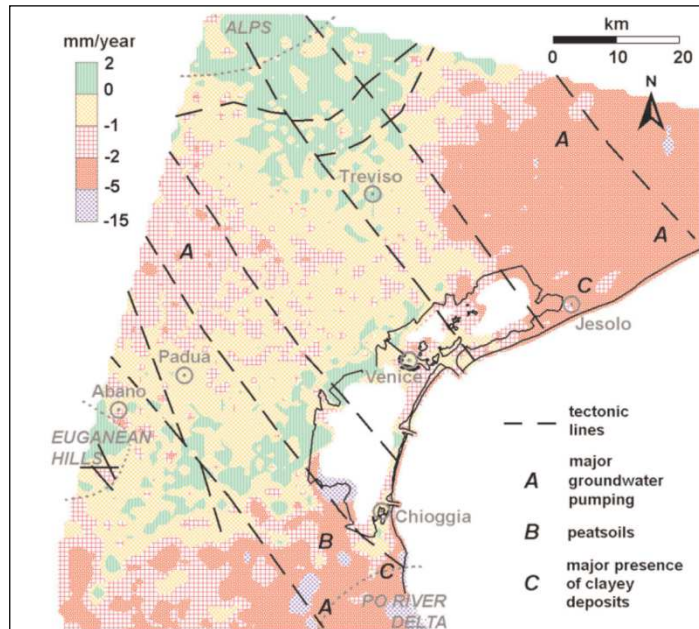 ALPS
km
0 10 20
N
mm/year
2
0
-1
-2
-5
-15
A
Treviso
A
A
C
Jesolo
Padua
Venice
Abano
EUGANEAN
HILLS
tectonic
lines
A
major
groundwater
pumping
Chioggia
B
B
peatsoils
C
C
major presence
of clayey
deposits
A
PO RIVER
DELTA